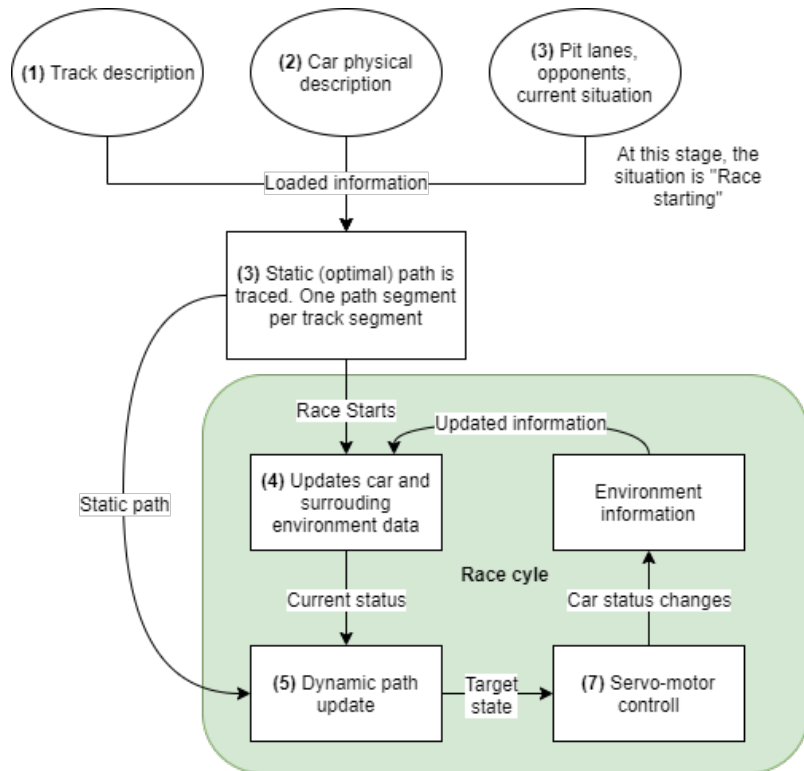 (1) Track description
(2) Car physical
description
(3) Pit lanes,
opponents,
current situation
At this stage, the
situation is "Race
starting"
Loaded information
(3) Static (optimal) path is
traced. One path segment
per track segment
Race Starts
Updated information
Static path
(4) Updates car and
surrouding
environment data
Environment
information
Race cyle
Current status
Car status changes
(5) Dynamic path
update
Target
state
(7) Servo-motor
controll